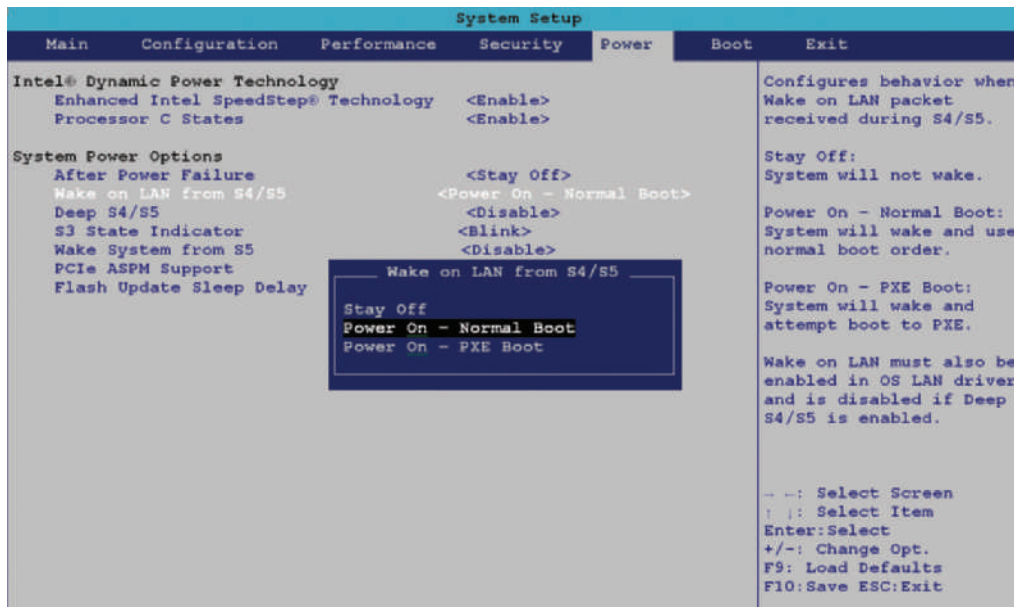 System Setup
Main Configuration Performance Security Power Boot Exit
Intel® Dynamic Power Technology
Enhanced Intel SpeedStep® Technology <Enable>
Processor C States <Enable>
System Power Options
After Power Failure <Stay Off>
Wake on LAN from S4/S5 <Power On - Normal Boot>
Deep S4/S5 <Disable>
S3 State Indicator <Blink>
Wake System from S5 <Disable>
PCIe ASPM Support
Flash Update Sleep Delay
Wake on LAN from S4/S5
Stay Off
Power On - Normal Boot
Power On - PXE Boot
Configures behavior when
Wake on LAN packet
received during S4/S5.
Stay Off:
System will not wake.
Power On - Normal Boot:
System will wake and use
normal boot order.
Power On - PXE Boot:
System will wake and
attempt boot to PXE.
Wake on LAN must also be
enabled in OS LAN driver
and is disabled if Deep
S4/S5 is enabled.
→ ←: Select Screen
↑ ↓: Select Item
Enter:Select
+/-: Change Opt.
F9: Load Defaults
F10:Save ESC:Exit